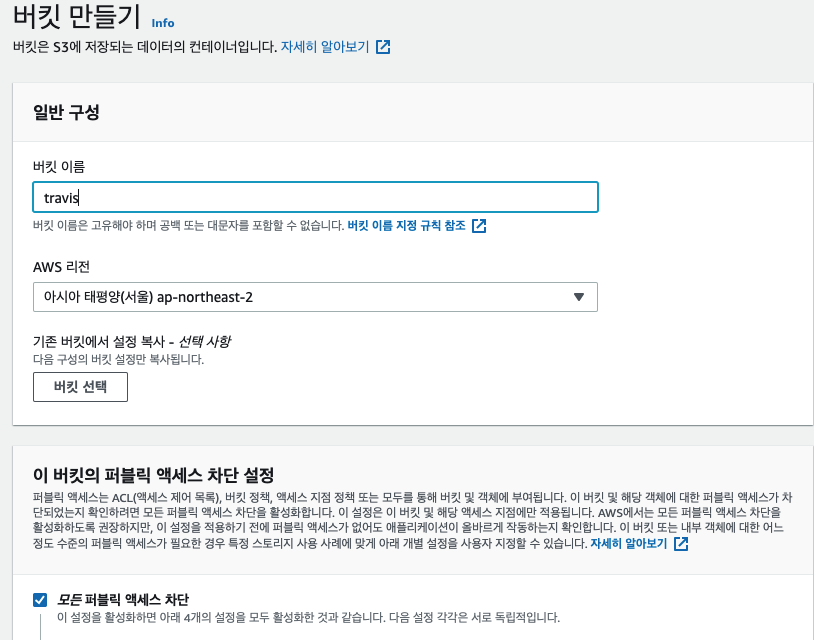 버킷 만들기 Info
버킷은 S3에 저장되는 데이터의 컨테이너입니다. 자세히 알아보기
일반 구성
버킷 이름
travis
버킷 이름은 고유해야 하며 공백 또는 대문자를 포함할 수 없습니다. 버킷 이름 지정 규칙 참조
AWS 리전
아시아 태평양(서울) ap-northeast-2
기존 버킷에서 설정 복사 - 선택 사항
다음 구성의 버킷 설정만 복사됩니다.
버킷 선택
이 버킷의 퍼블릭 액세스 차단 설정
퍼블릭 액세스는 ACL(액세스 제어 목록), 버킷 정책, 액세스 지점 정책 또는 모두를 통해 버킷 및 객체에 부여됩니다. 이 버킷 및 해당 객체에 대한 퍼블릭 액세스가 차
단되었는지 확인하려면 모든 퍼블릭 액세스 차단을 활성화합니다. 이 설정은 이 버킷 및 해당 액세스 지점에만 적용됩니다. AWS에서는 모든 퍼블릭 액세스 차단을
활성화하도록 권장하지만, 이 설정을 적용하기 전에 퍼블릭 액세스가 없어도 애플리케이션이 올바르게 작동하는지 확인합니다. 이 버킷 또는 내부 객체에 대한 어느
정도 수준의 퍼블릭 액세스가 필요한 경우 특정 스토리지 사용 사례에 맞게 아래 개별 설정을 사용자 지정할 수 있습니다. 자세히 알아보기
모든 퍼블릭 액세스 차단
이 설정을 활성화하면 아래 4개의 설정을 모두 활성화한 것과 같습니다. 다음 설정 각각은 서로 독립적입니다.